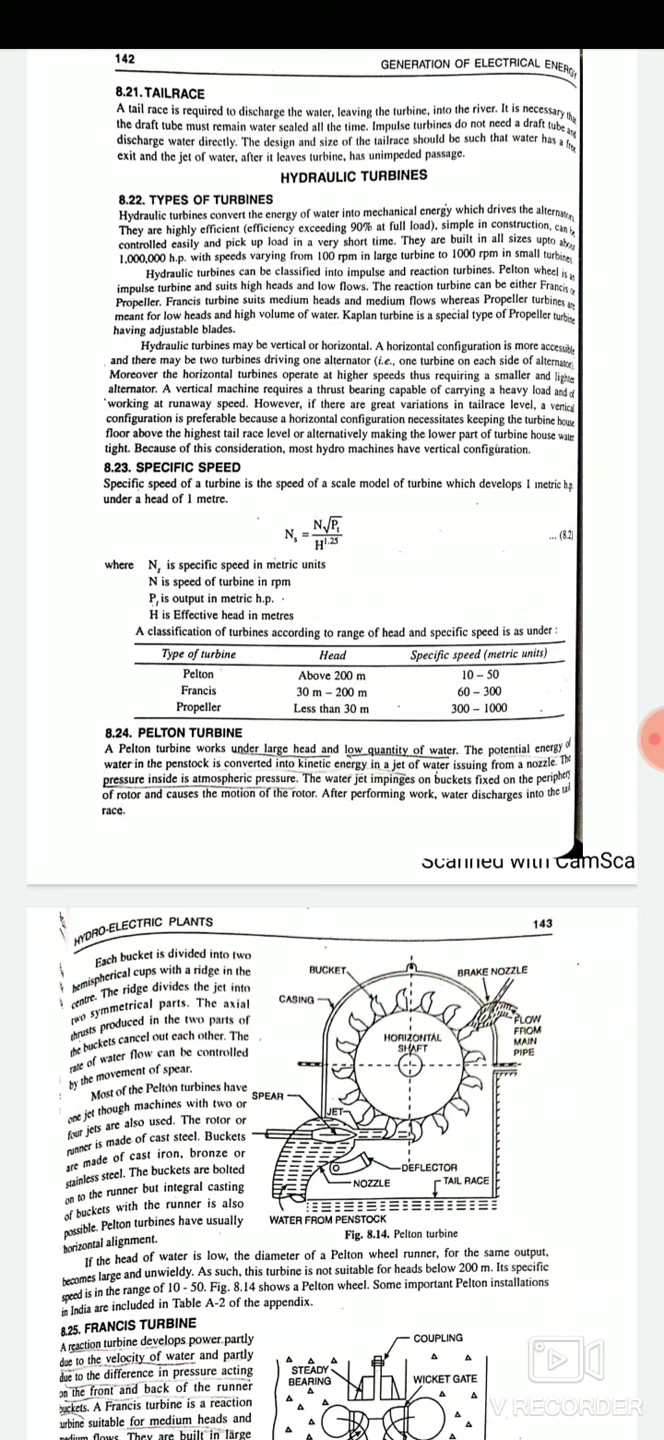 142
GENERATION OF ELECTRICAL ENERGY
8.21. TAILRACE
A tail race is required to discharge the water, leaving the turbine, into the river. It is necessary tha
the draft tube must remain water sealed all the time. Impulse turbines do not need a draft tube and
discharge water directly. The design and size of the tailrace should be such that water has a free
exit and the jet of water, after it leaves turbine, has unimpeded passage.
HYDRAULIC TURBINES
8.22. TYPES OF TURBINES
Hydraulic turbines convert the energy of water into mechanical energy which drives the alternator.
They are highly efficient (efficiency exceeding 90% at full load), simple in construction, can be
controlled easily and pick up load in a very short time. They are built in all sizes upto about
1,000,000 h.p. with speeds varying from 100 rpm in large turbine to 1000 rpm in small turbines
Hydraulic turbines can be classified into impulse and reaction turbines. Pelton wheel is an
impulse turbine and suits high heads and low flows. The reaction turbine can be either Francis or
Propeller. Francis turbine suits medium heads and medium flows whereas Propeller turbines are
meant for low heads and high volume of water. Kaplan turbine is a special type of Propeller turbine
having adjustable blades.
Hydraulic turbines may be vertical or horizontal. A horizontal configuration is more accessible
and there may be two turbines driving one alternator (i.e., one turbine on each side of alternator).
Moreover the horizontal turbines operate at higher speeds thus requiring a smaller and lighter
alternator. A vertical machine requires a thrust bearing capable of carrying a heavy load and of
working at runaway speed. However, if there are great variations in tailrace level, a vertical
configuration is preferable because a horizontal configuration necessitates keeping the turbine house
floor above the highest tail race level or alternatively making the lower part of turbine house water
tight. Because of this consideration, most hydro machines have vertical configuration.
8.23. SPECIFIC SPEED
Specific speed of a turbine is the speed of a scale model of turbine which develops 1 metric h.p.
under a head of 1 metre.
N_s = N√P_t / H^1.25 ... (8.2)
where N_s is specific speed in metric units
N is speed of turbine in rpm
P_t is output in metric h.p.
H is Effective head in metres
A classification of turbines according to range of head and specific speed is as under :
Type of turbine Head Specific speed (metric units)
Pelton Above 200 m 10 – 50
Francis 30 m – 200 m 60 – 300
Propeller Less than 30 m 300 – 1000
8.24. PELTON TURBINE
A Pelton turbine works under large head and low quantity of water. The potential energy of
water in the penstock is converted into kinetic energy in a jet of water issuing from a nozzle. The
pressure inside is atmospheric pressure. The water jet impinges on buckets fixed on the periphery
of rotor and causes the motion of the rotor. After performing work, water discharges into the tail
race.
Scanned with CamSca
HYDRO-ELECTRIC PLANTS
143
Each bucket is divided into two
hemispherical cups with a ridge in the
centre. The ridge divides the jet into
two symmetrical parts. The axial
thrusts produced in the two parts of
the buckets cancel out each other. The
rate of water flow can be controlled
by the movement of spear.
Most of the Pelton turbines have
one jet though machines with two or
four jets are also used. The rotor or
runner is made of cast steel. Buckets
are made of cast iron, bronze or
stainless steel. The buckets are bolted
on to the runner but integral casting
of buckets with the runner is also
possible. Pelton turbines have usually
horizontal alignment.
BUCKET
BRAKE NOZZLE
CASING
FLOW
FROM
MAIN
PIPE
HORIZONTAL
SHAFT
SPEAR
JET
DEFLECTOR
NOZZLE
TAIL RACE
WATER FROM PENSTOCK
Fig. 8.14. Pelton turbine
If the head of water is low, the diameter of a Pelton wheel runner, for the same output,
becomes large and unwieldy. As such, this turbine is not suitable for heads below 200 m. Its specific
speed is in the range of 10 - 50. Fig. 8.14 shows a Pelton wheel. Some important Pelton installations
in India are included in Table A-2 of the appendix.
8.25. FRANCIS TURBINE
A reaction turbine develops power partly
due to the velocity of water and partly
due to the difference in pressure acting
on the front and back of the runner
buckets. A Francis turbine is a reaction
turbine suitable for medium heads and
medium flows. They are built in large
COUPLING
STEADY
BEARING
WICKET GATE
V RECORDER